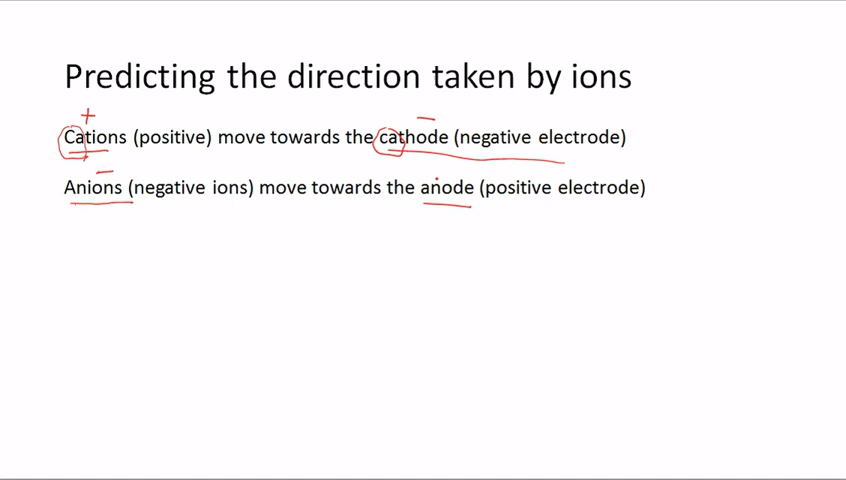 Predicting the direction taken by ions
+ −
Cations (positive) move towards the cathode (negative electrode)
−
Anions (negative ions) move towards the anode (positive electrode)